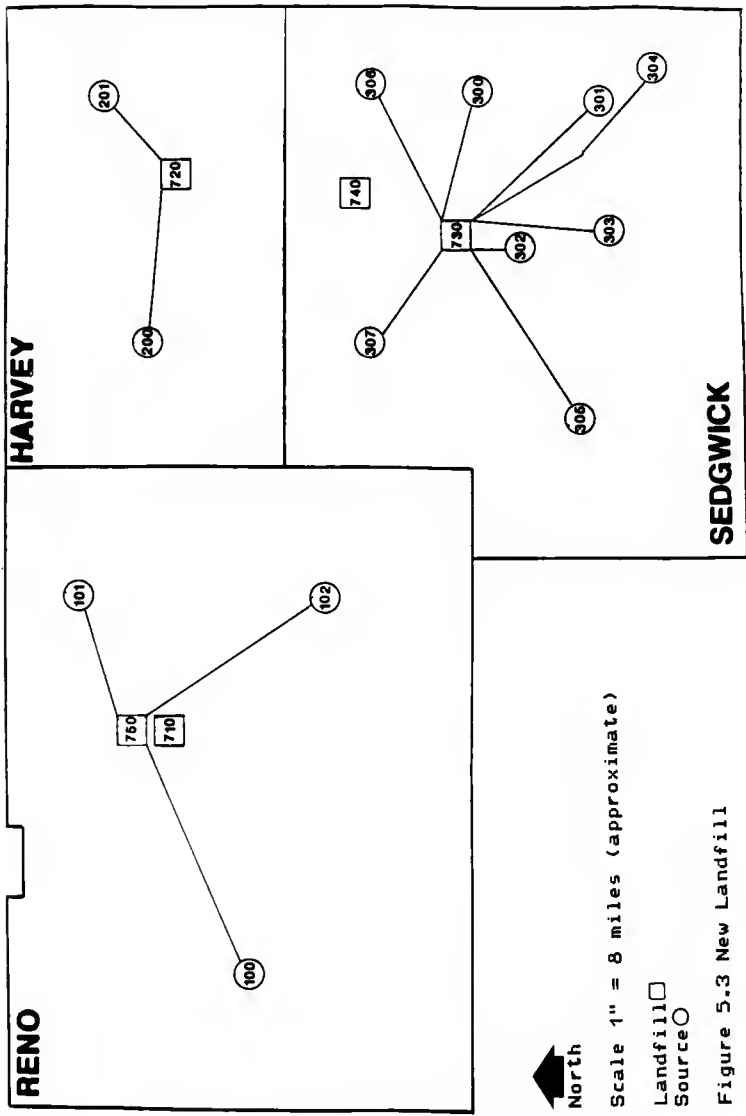 RENO
HARVEY
SEDGWICK
101
750
710
102
100
201
720
200
306
300
740
301
304
730
302
303
307
305
North
Scale 1" = 8 miles (approximate)
Landfill
Source
Figure 5.3 New Landfill